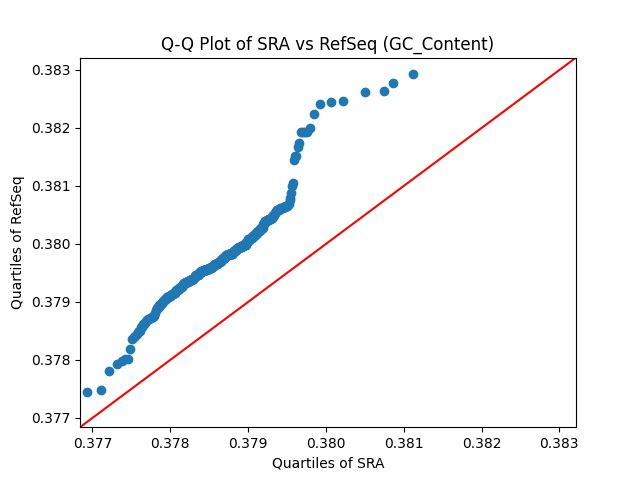 Q-Q Plot of SRA vs RefSeq (GC_Content)
0.383
0.382
0.381
0.380
0.379
0.378
0.377
Quartiles of RefSeq
0.377 0.378 0.379 0.380 0.381 0.382 0.383
Quartiles of SRA